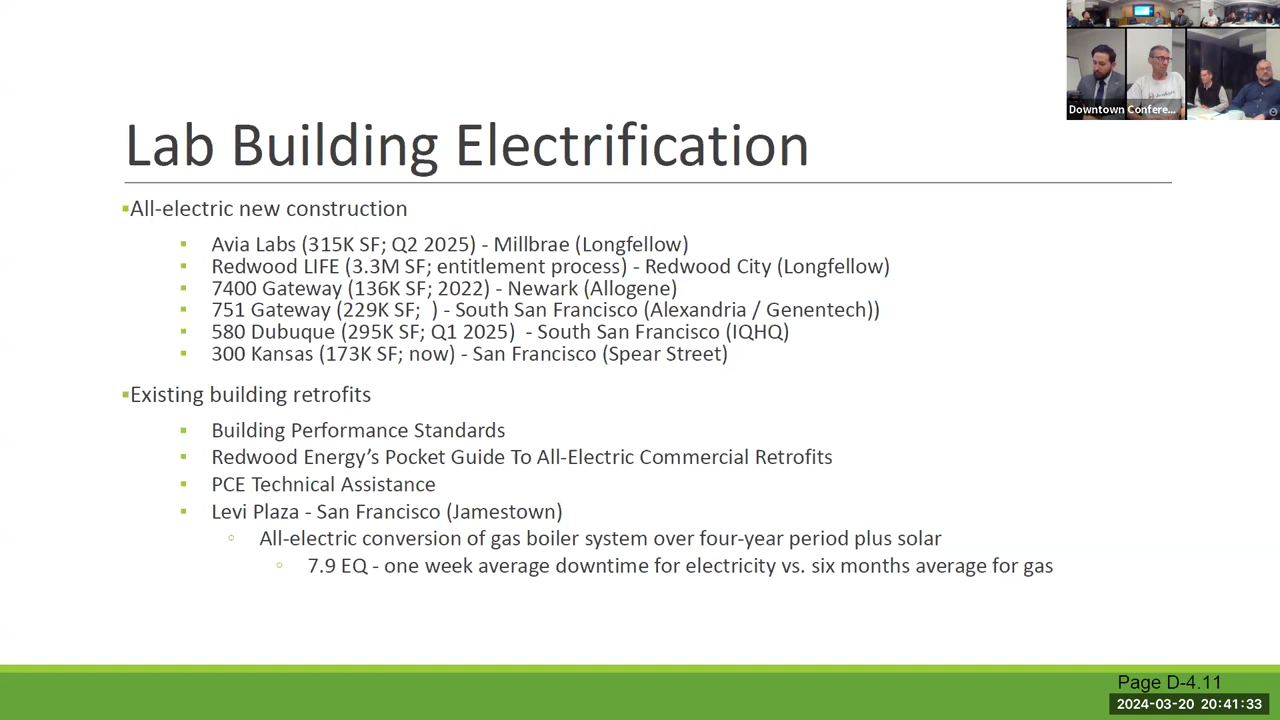 Downtown Confere...
Lab Building Electrification
▪All-electric new construction
▪ Avia Labs (315K SF; Q2 2025) - Millbrae (Longfellow)
▪ Redwood LIFE (3.3M SF; entitlement process) - Redwood City (Longfellow)
▪ 7400 Gateway (136K SF; 2022) - Newark (Allogene)
▪ 751 Gateway (229K SF;  ) - South San Francisco (Alexandria / Genentech))
▪ 580 Dubuque (295K SF; Q1 2025)  - South San Francisco (IQHQ)
▪ 300 Kansas (173K SF; now) - San Francisco (Spear Street)
▪Existing building retrofits
▪ Building Performance Standards
▪ Redwood Energy’s Pocket Guide To All-Electric Commercial Retrofits
▪ PCE Technical Assistance
▪ Levi Plaza - San Francisco (Jamestown)
◦ All-electric conversion of gas boiler system over four-year period plus solar
◦ 7.9 EQ - one week average downtime for electricity vs. six months average for gas
Page D-4.11
2024-03-20 20:41:33